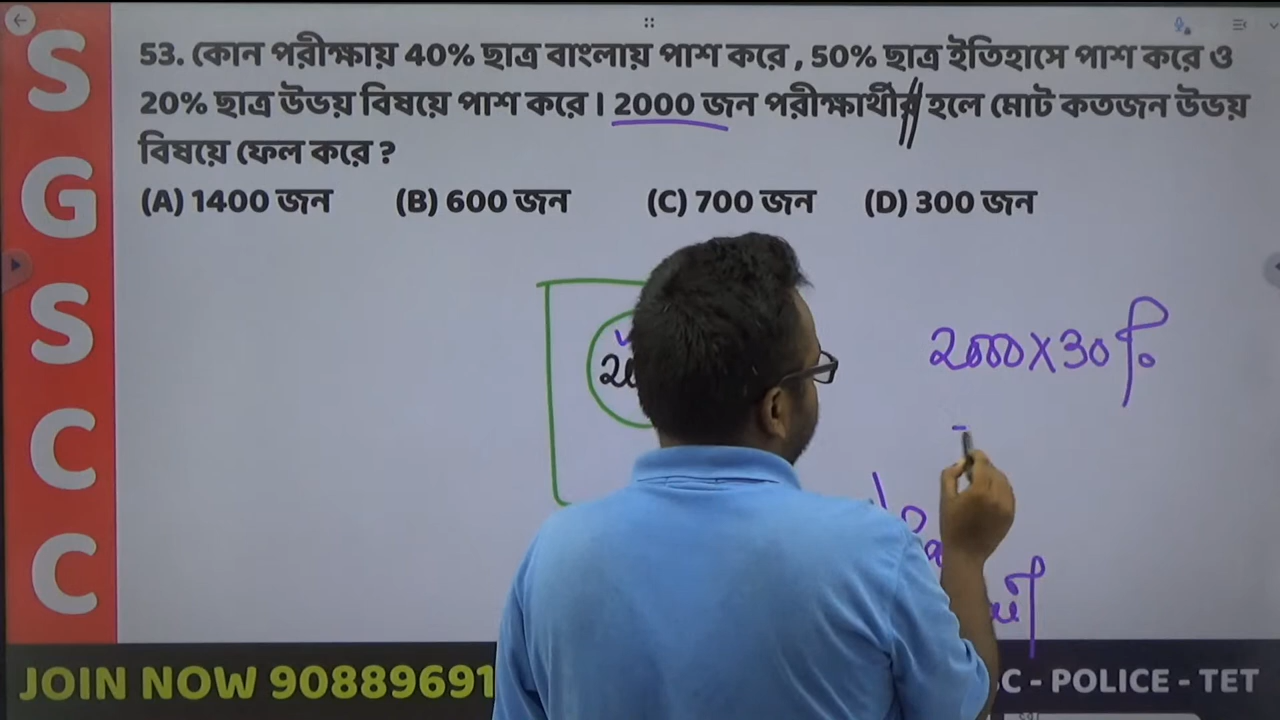 SGSCC
53. কোন পরীক্ষায় 40% ছাত্র বাংলায় পাশ করে , 50% ছাত্র ইতিহাসে পাশ করে ও
20% ছাত্র উভয় বিষয়ে পাশ করে । 2000 জন পরীক্ষার্থীর হলে মোট কতজন উভয়
বিষয়ে ফেল করে ?
(A) 1400 জন (B) 600 জন (C) 700 জন (D) 300 জন
2000 X 30 %
JOIN NOW 90889691
- POLICE - TET